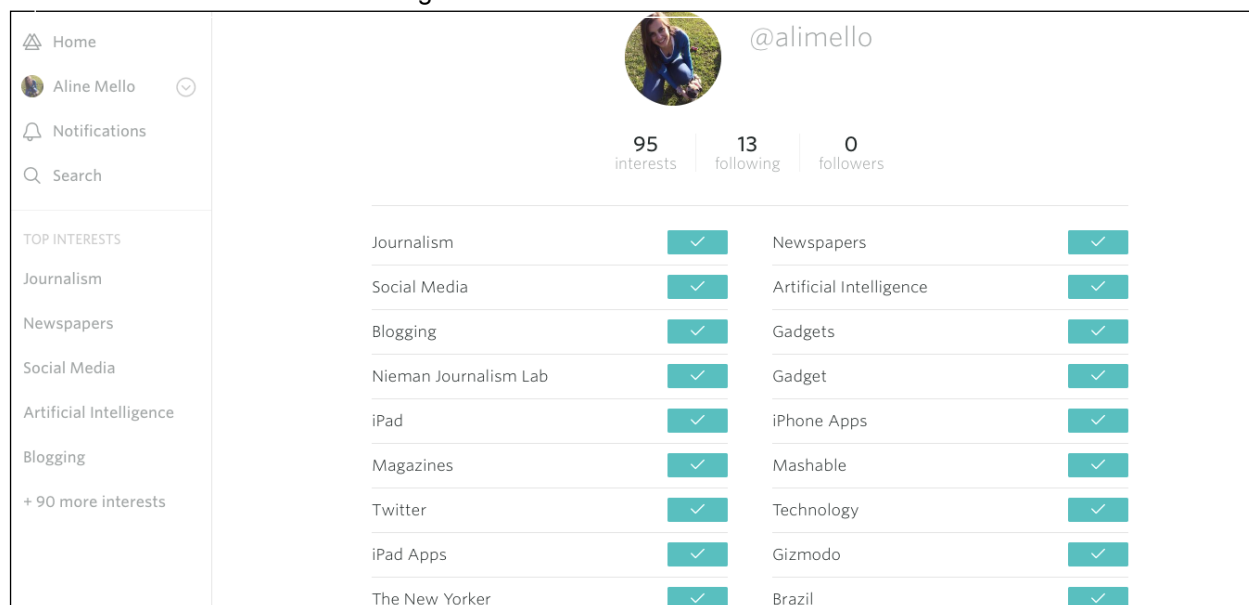 Home
Aline Mello
Notifications
Search
TOP INTERESTS
Journalism
Newspapers
Social Media
Artificial Intelligence
Blogging
+ 90 more interests
@alimello
95 13 0
interests following followers
Journalism Newspapers
Social Media Artificial Intelligence
Blogging Gadgets
Nieman Journalism Lab Gadget
iPad iPhone Apps
Magazines Mashable
Twitter Technology
iPad Apps Gizmodo
The New Yorker Brazil